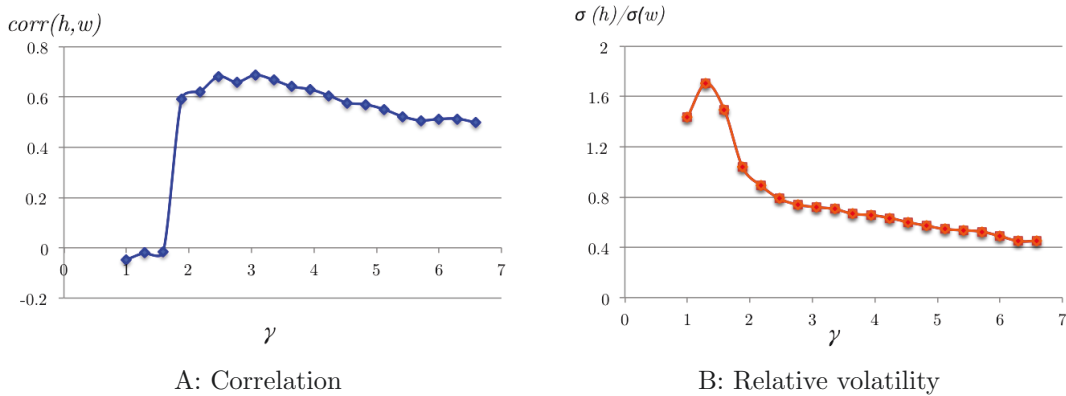 corr(h,w)
0.8
0.6
0.4
0.2
0
-0.2
0 1 2 3 4 5 6 7
γ
A: Correlation
σ (h)/σ(w)
2
1.6
1.2
0.8
0.4
0
0 1 2 3 4 5 6 7
γ
B: Relative volatility